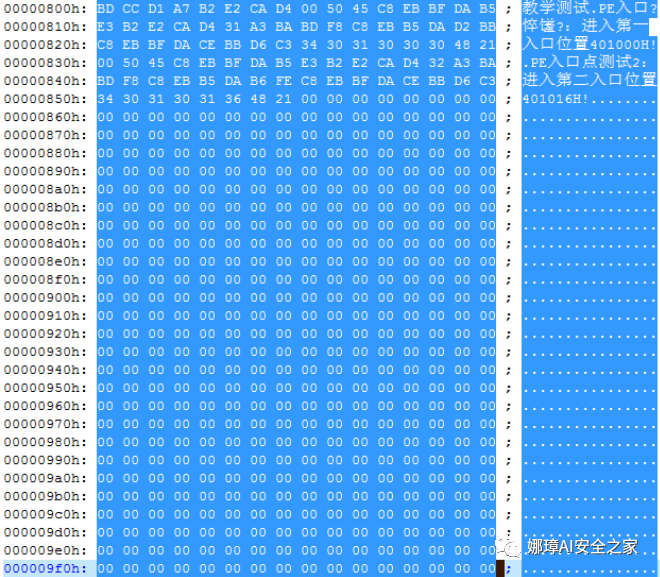 00000800h: BD CC D1 A7 B2 E2 CA D4 00 50 45 C8 EB BF DA B5 ; 教学测试.PE入口?
00000810h: E3 B2 E2 CA D4 31 A3 BA BD F8 C8 EB B5 DA D2 BB ; 悴馐?：进入第一
00000820h: C8 EB BF DA CE BB D6 C3 34 30 31 30 30 30 48 21 ; 入口位置401000H!
00000830h: 00 50 45 C8 EB BF DA B5 E3 B2 E2 CA D4 32 A3 BA ; .PE入口点测试2：
00000840h: BD F8 C8 EB B5 DA B6 FE C8 EB BF DA CE BB D6 C3 ; 进入第二入口位置
00000850h: 34 30 31 30 31 36 48 21 00 00 00 00 00 00 00 00 ; 401016H!........
00000860h: 00 00 00 00 00 00 00 00 00 00 00 00 00 00 00 00 ; ................
00000870h: 00 00 00 00 00 00 00 00 00 00 00 00 00 00 00 00 ; ................
00000880h: 00 00 00 00 00 00 00 00 00 00 00 00 00 00 00 00 ; ................
00000890h: 00 00 00 00 00 00 00 00 00 00 00 00 00 00 00 00 ; ................
000008a0h: 00 00 00 00 00 00 00 00 00 00 00 00 00 00 00 00 ; ................
000008b0h: 00 00 00 00 00 00 00 00 00 00 00 00 00 00 00 00 ; ................
000008c0h: 00 00 00 00 00 00 00 00 00 00 00 00 00 00 00 00 ; ................
000008d0h: 00 00 00 00 00 00 00 00 00 00 00 00 00 00 00 00 ; ................
000008e0h: 00 00 00 00 00 00 00 00 00 00 00 00 00 00 00 00 ; ................
000008f0h: 00 00 00 00 00 00 00 00 00 00 00 00 00 00 00 00 ; ................
00000900h: 00 00 00 00 00 00 00 00 00 00 00 00 00 00 00 00 ; ................
00000910h: 00 00 00 00 00 00 00 00 00 00 00 00 00 00 00 00 ; ................
00000920h: 00 00 00 00 00 00 00 00 00 00 00 00 00 00 00 00 ; ................
00000930h: 00 00 00 00 00 00 00 00 00 00 00 00 00 00 00 00 ; ................
00000940h: 00 00 00 00 00 00 00 00 00 00 00 00 00 00 00 00 ; ................
00000950h: 00 00 00 00 00 00 00 00 00 00 00 00 00 00 00 00 ; ................
00000960h: 00 00 00 00 00 00 00 00 00 00 00 00 00 00 00 00 ; ................
00000970h: 00 00 00 00 00 00 00 00 00 00 00 00 00 00 00 00 ; ................
00000980h: 00 00 00 00 00 00 00 00 00 00 00 00 00 00 00 00 ; ................
00000990h: 00 00 00 00 00 00 00 00 00 00 00 00 00 00 00 00 ; ................
000009a0h: 00 00 00 00 00 00 00 00 00 00 00 00 00 00 00 00 ; ................
000009b0h: 00 00 00 00 00 00 00 00 00 00 00 00 00 00 00 00 ; ................
000009c0h: 00 00 00 00 00 00 00 00 00 00 00 00 00 00 00 00 ; ................
000009d0h: 00 00 00 00 00 00 00 00 00 00 00 00 00 00 00 00 ; ................
000009e0h: 00 00 00 00 00 00 00 00 00 00 00 00 00 00 00 00
娜璋AI安全之家
000009f0h: 00 00 00 00 00 00 00 00 00 00 00 00 00 00 00 00 ; ................